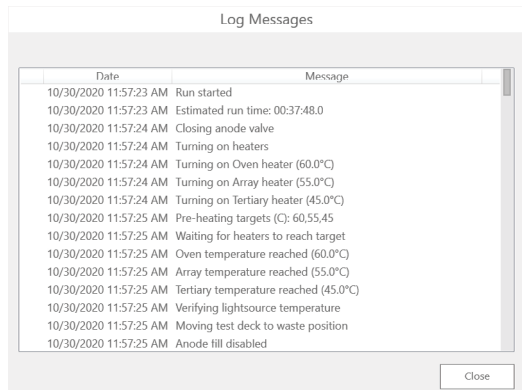 Log Messages
Date Message
10/30/2020 11:57:23 AM Run started
10/30/2020 11:57:23 AM Estimated run time: 00:37:48.0
10/30/2020 11:57:24 AM Closing anode valve
10/30/2020 11:57:24 AM Turning on heaters
10/30/2020 11:57:24 AM Turning on Oven heater (60.0°C)
10/30/2020 11:57:24 AM Turning on Array heater (55.0°C)
10/30/2020 11:57:24 AM Turning on Tertiary heater (45.0°C)
10/30/2020 11:57:25 AM Pre-heating targets (C): 60,55,45
10/30/2020 11:57:25 AM Waiting for heaters to reach target
10/30/2020 11:57:25 AM Oven temperature reached (60.0°C)
10/30/2020 11:57:25 AM Array temperature reached (55.0°C)
10/30/2020 11:57:25 AM Tertiary temperature reached (45.0°C)
10/30/2020 11:57:25 AM Verifying lightsource temperature
10/30/2020 11:57:25 AM Moving test deck to waste position
10/30/2020 11:57:25 AM Anode fill disabled
Close